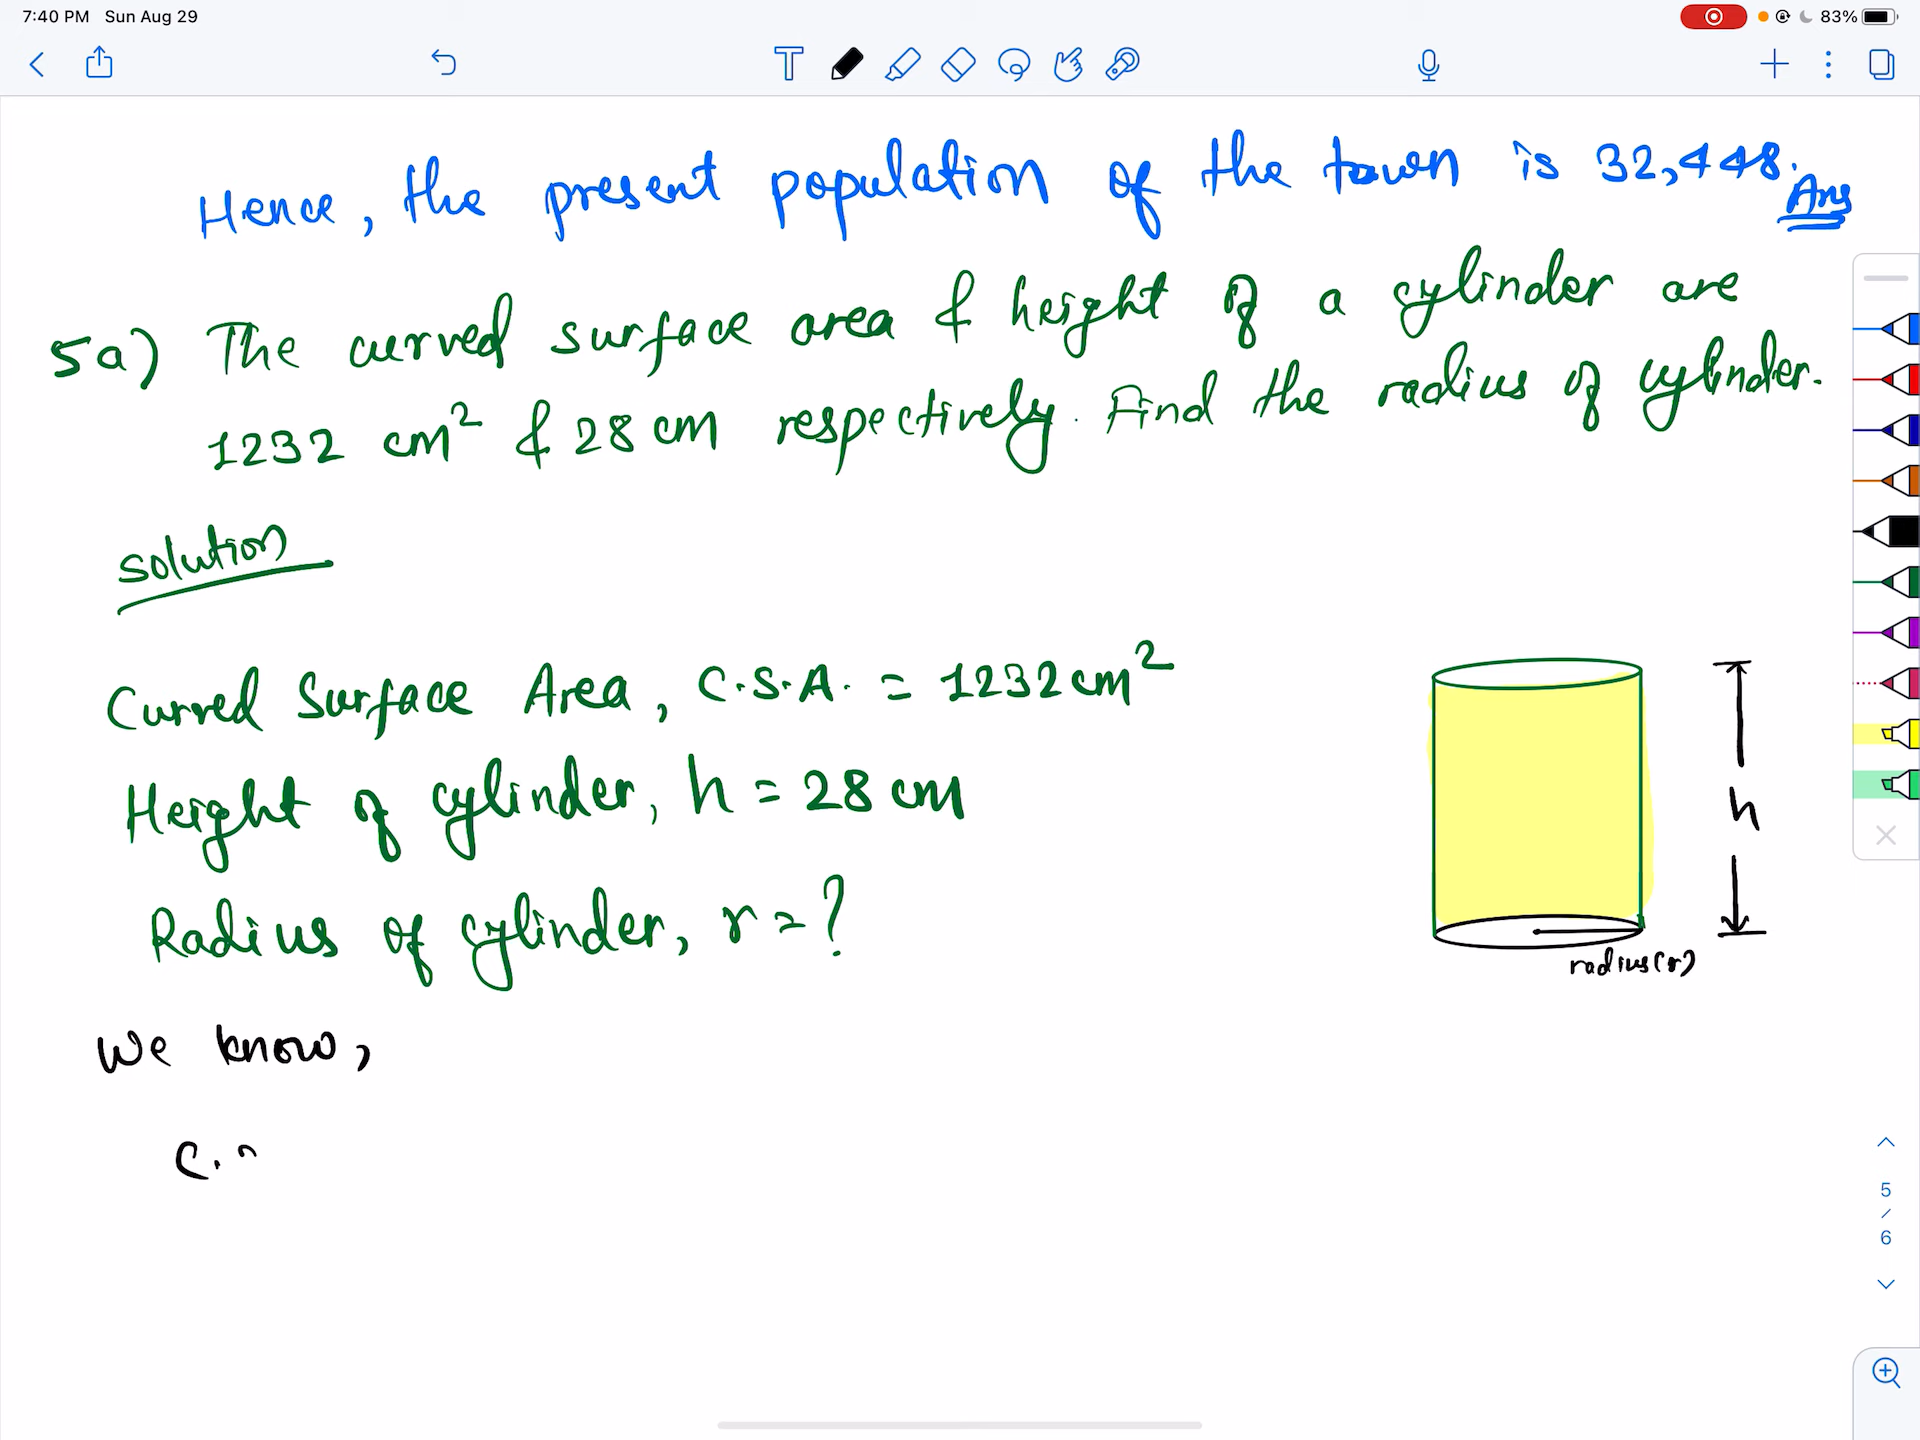 7:40 PM Sun Aug 29
83%
Hence, the present population of the town is 32,448. Ans
5a) The curved surface area & height of a cylinder are
1232 cm² & 28 cm respectively. Find the radius of cylinder.
solution
Curved Surface Area, C.S.A. = 1232 cm²
Height of cylinder, h = 28 cm
Radius of cylinder, r = ?
h
radius(r)
We know,
C.
5
/
6